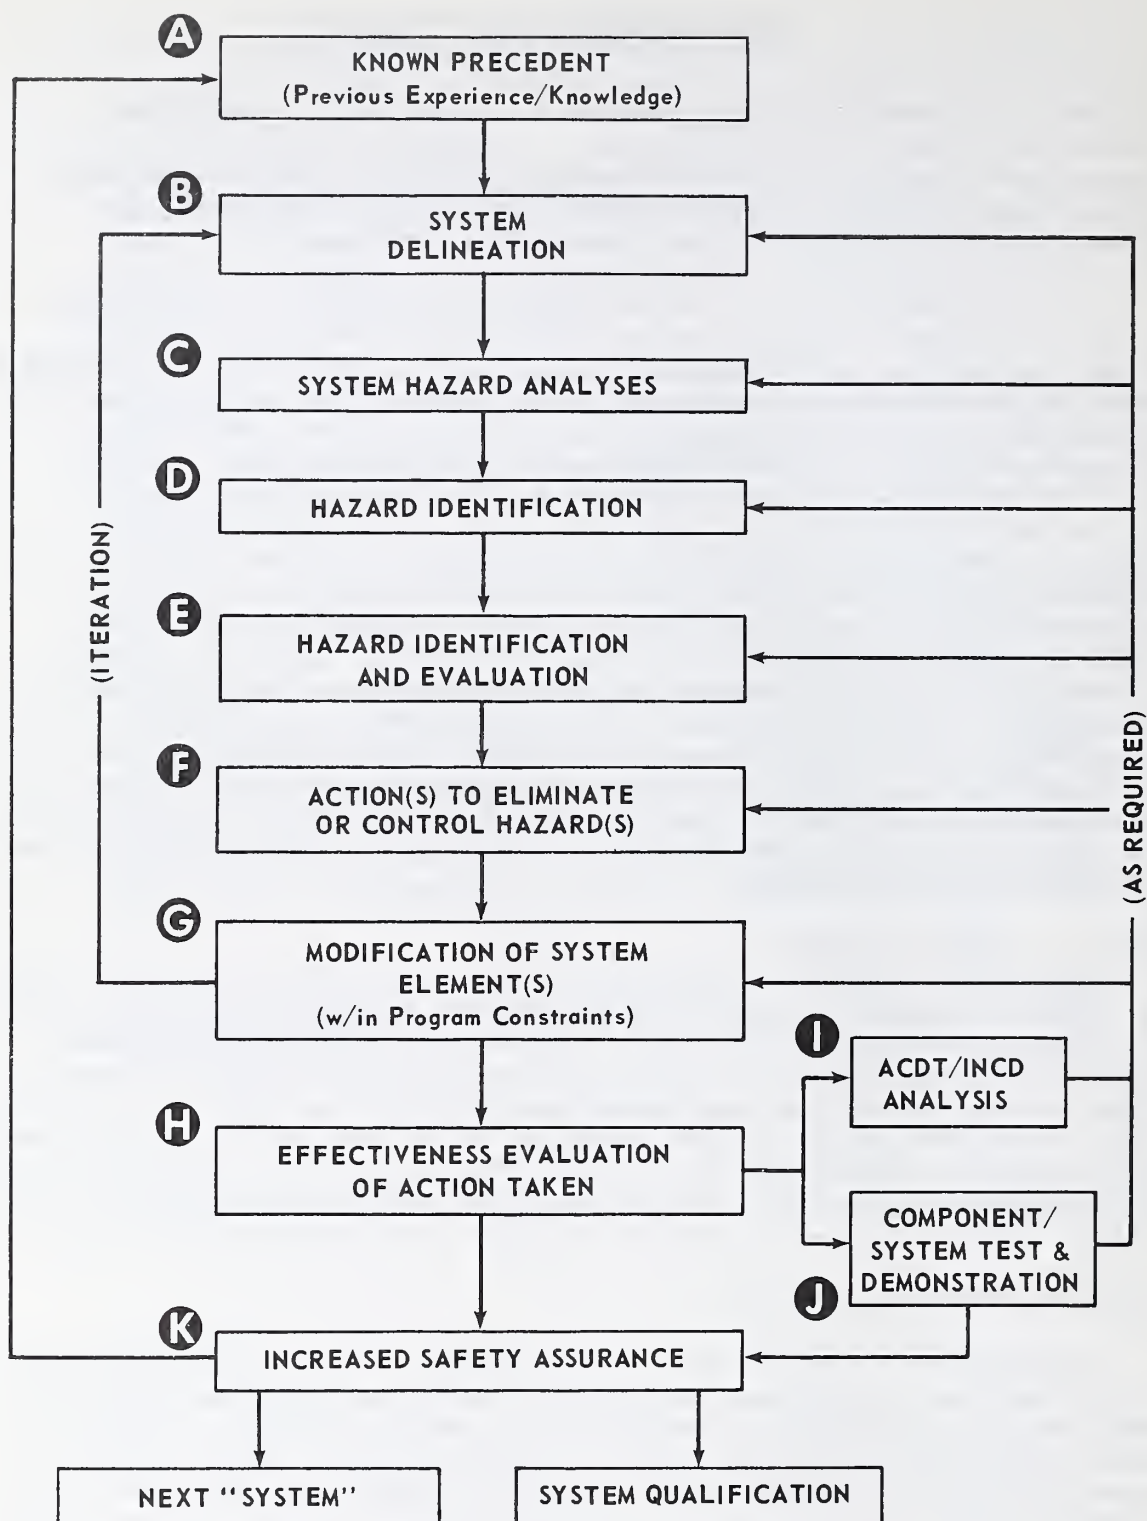 A
KNOWN PRECEDENT
(Previous Experience/Knowledge)
B
SYSTEM
DELINEATION
C
SYSTEM HAZARD ANALYSES
D
HAZARD IDENTIFICATION
(ITERATION)
E
HAZARD IDENTIFICATION
AND EVALUATION
F
ACTION(S) TO ELIMINATE
OR CONTROL HAZARD(S)
(AS REQUIRED)
G
MODIFICATION OF SYSTEM
ELEMENT(S)
(w/in Program Constraints)
I
ACDT/INCD
ANALYSIS
H
EFFECTIVENESS EVALUATION
OF ACTION TAKEN
COMPONENT/
SYSTEM TEST &
DEMONSTRATION
J
K
INCREASED SAFETY ASSURANCE
NEXT "SYSTEM"
SYSTEM QUALIFICATION